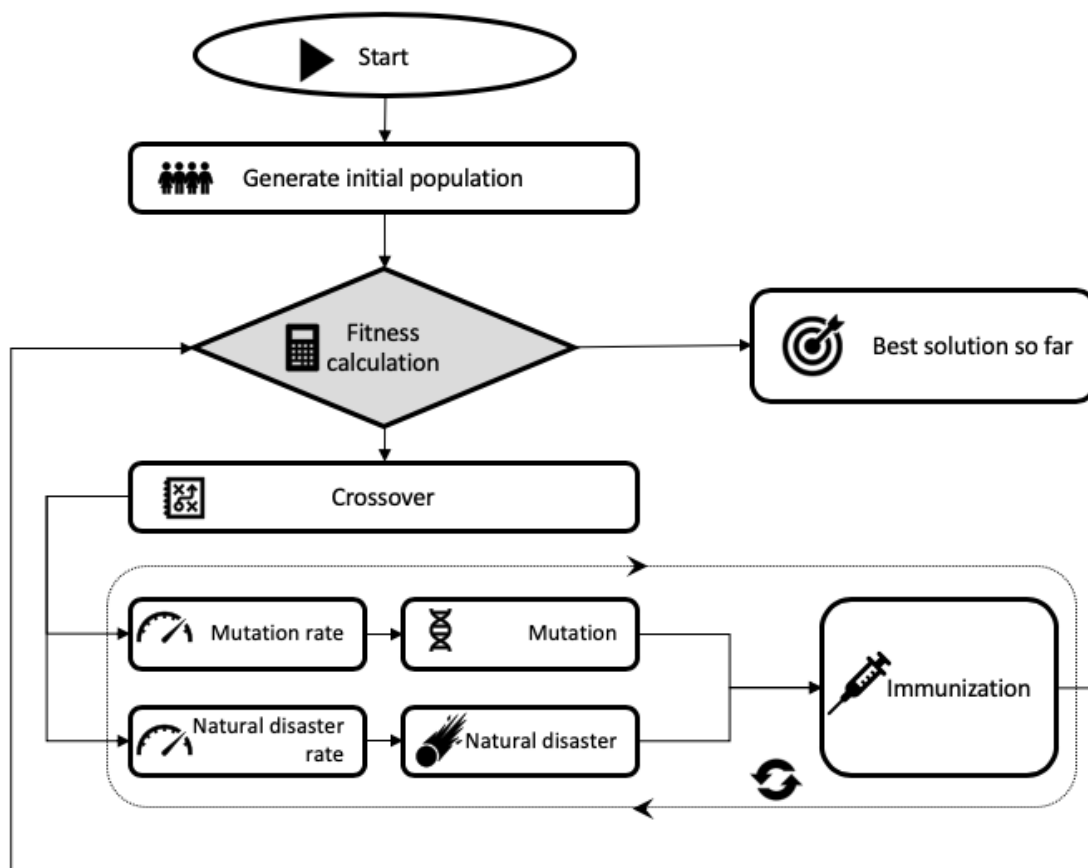 Start
Generate initial population
Fitness
calculation
Best solution so far
Crossover
Mutation rate
Mutation
Natural disaster
rate
Natural disaster
Immunization